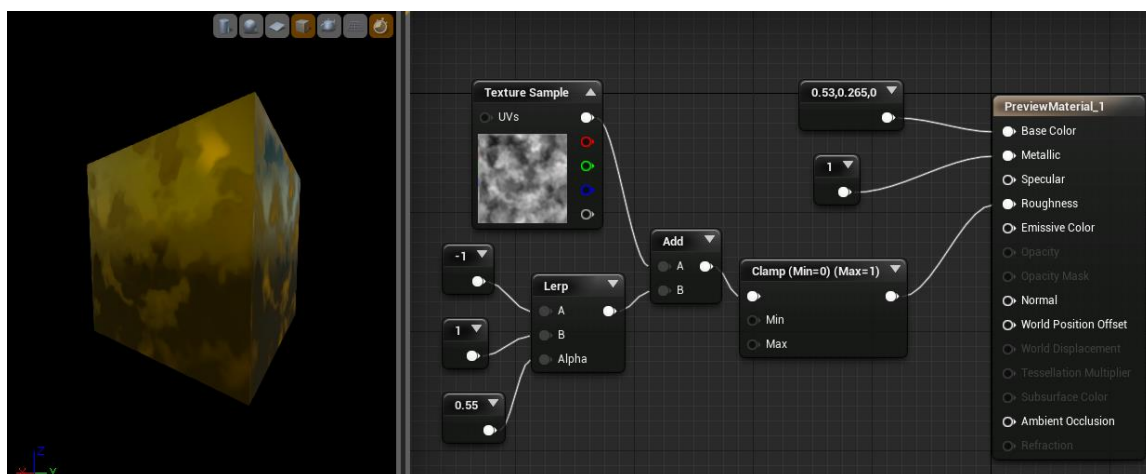 Texture Sample
UVs
0.53,0.265,0
1
PreviewMaterial_1
Base Color
Metallic
Specular
Roughness
Emissive Color
Opacity
Opacity Mask
Normal
World Position Offset
World Displacement
Tessellation Multiplier
Subsurface Color
Ambient Occlusion
Refraction
-1
1
0.55
Lerp
A
B
Alpha
Add
A
B
Clamp (Min=0) (Max=1)
Min
Max
Z
X
Y